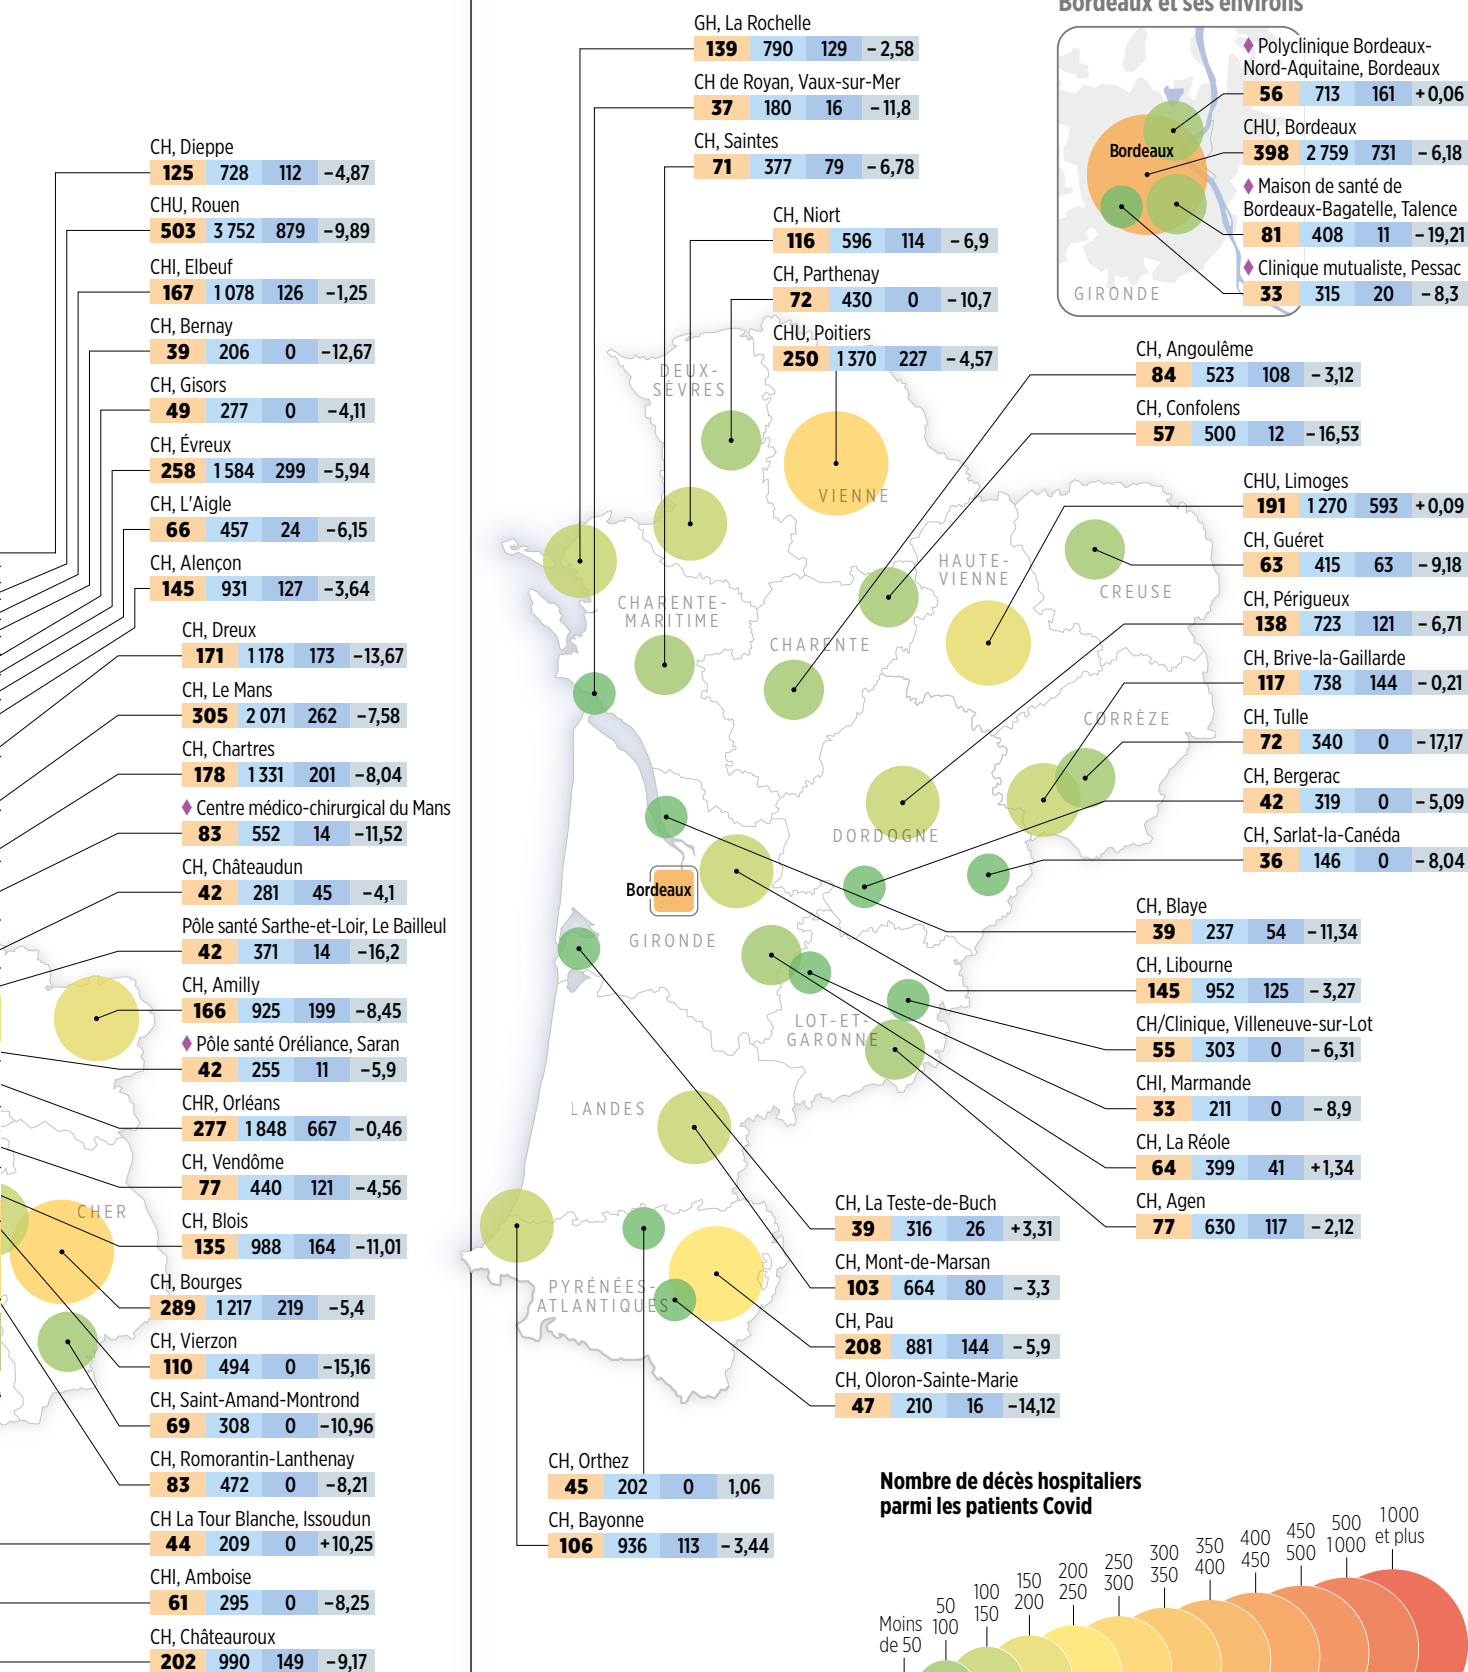 CH, Dieppe
125 728 112 –4,87
CHU, Rouen
503 3 752 879 –9,89
CHI, Elbeuf
167 1 078 126 –1,25
CH, Bernay
39 206 0 –12,67
CH, Gisors
49 277 0 –4,11
CH, Évreux
258 1 584 299 –5,94
CH, L'Aigle
66 457 24 –6,15
CH, Alençon
145 931 127 –3,64
CH, Dreux
171 1 178 173 –13,67
CH, Le Mans
305 2 071 262 –7,58
CH, Chartres
178 1 331 201 –8,04
♦ Centre médico-chirurgical du Mans
83 552 14 –11,52
CH, Châteaudun
42 281 45 –4,1
Pôle santé Sarthe-et-Loir, Le Bailleul
42 371 14 –16,2
CH, Amilly
166 925 199 –8,45
♦ Pôle santé Oréliance, Saran
42 255 11 –5,9
CHR, Orléans
277 1 848 667 –0,46
CH, Vendôme
77 440 121 –4,56
CH, Blois
135 988 164 –11,01
CHER
CH, Bourges
289 1 217 219 –5,4
CH, Vierzon
110 494 0 –15,16
CH, Saint-Amand-Montrond
69 308 0 –10,96
CH, Romorantin-Lanthenay
83 472 0 –8,21
CH La Tour Blanche, Issoudun
44 209 0 +10,25
CHI, Amboise
61 295 0 –8,25
CH, Châteauroux
202 990 149 –9,17
GH, La Rochelle
139 790 129 – 2,58
CH de Royan, Vaux-sur-Mer
37 180 16 – 11,8
CH, Saintes
71 377 79 – 6,78
CH, Niort
116 596 114 – 6,9
CH, Parthenay
72 430 0 – 10,7
CHU, Poitiers
250 1 370 227 – 4,57
Bordeaux et ses environs
♦ Polyclinique Bordeaux-
Nord-Aquitaine, Bordeaux
56 713 161 +0,06
CHU, Bordeaux
398 2 759 731 – 6,18
♦ Maison de santé de
Bordeaux-Bagatelle, Talence
81 408 11 – 19,21
♦ Clinique mutualiste, Pessac
33 315 20 – 8,3
Bordeaux
GIRONDE
CH, Angoulême
84 523 108 – 3,12
CH, Confolens
57 500 12 – 16,53
CHU, Limoges
191 1 270 593 +0,09
CH, Guéret
63 415 63 – 9,18
CH, Périgueux
138 723 121 – 6,71
CH, Brive-la-Gaillarde
117 738 144 – 0,21
CH, Tulle
72 340 0 – 17,17
CH, Bergerac
42 319 0 – 5,09
CH, Sarlat-la-Canéda
36 146 0 – 8,04
CH, Blaye
39 237 54 – 11,34
CH, Libourne
145 952 125 – 3,27
CH/Clinique, Villeneuve-sur-Lot
55 303 0 – 6,31
CHI, Marmande
33 211 0 – 8,9
CH, La Réole
64 399 41 +1,34
CH, Agen
77 630 117 – 2,12
CH, La Teste-de-Buch
39 316 26 +3,31
CH, Mont-de-Marsan
103 664 80 – 3,3
CH, Pau
208 881 144 – 5,9
CH, Oloron-Sainte-Marie
47 210 16 –14,12
CH, Orthez
45 202 0 1,06
CH, Bayonne
106 936 113 – 3,44
DEUX-
SÈVRES
VIENNE
HAUTE-
VIENNE
CREUSE
CHARENTE-
MARITIME
CHARENTE
CORRÈZE
DORDOGNE
Bordeaux
GIRONDE
LOT-ET-
GARONNE
LANDES
PYRÉNÉES-
ATLANTIQUES
Nombre de décès hospitaliers
parmi les patients Covid
Moins
de 50
50
100
100
150
150
200
200
250
250
300
300
350
350
400
400
450
450
500
500
1000
1000
et plus